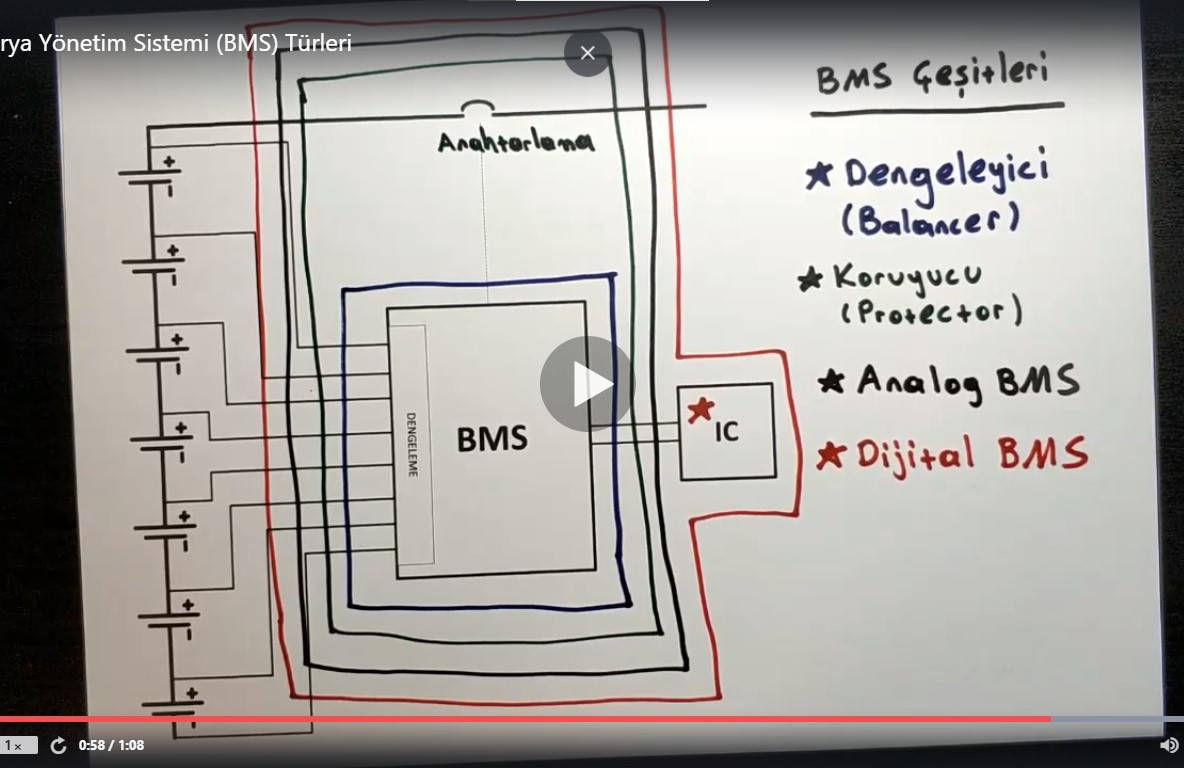 rya Yönetim Sistemi (BMS) Türleri
BMS Çeşitleri
Anahtarlama
★ Dengeleyici
(Balancer)
★ Koruyucu
(Protector)
★ Analog BMS
★ Dijital BMS
DENGELEME
BMS
IC
+
-
+
-
+
-
+
-
+
-
+
-
+
-
1×
0:58 / 1:08